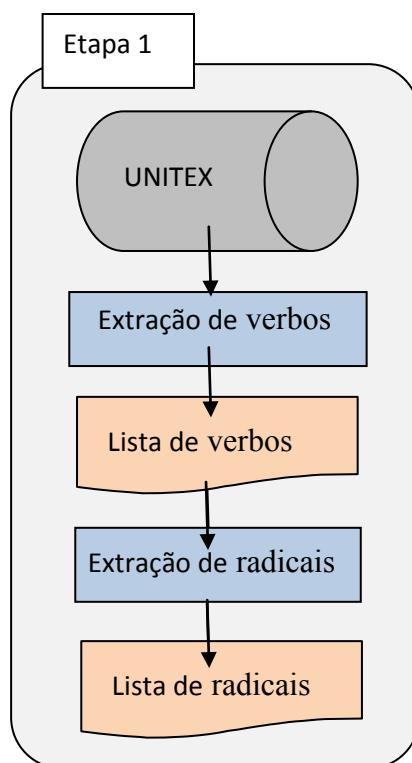 Etapa 1
UNITEX
Extração de verbos
Lista de verbos
Extração de radicais
Lista de radicais